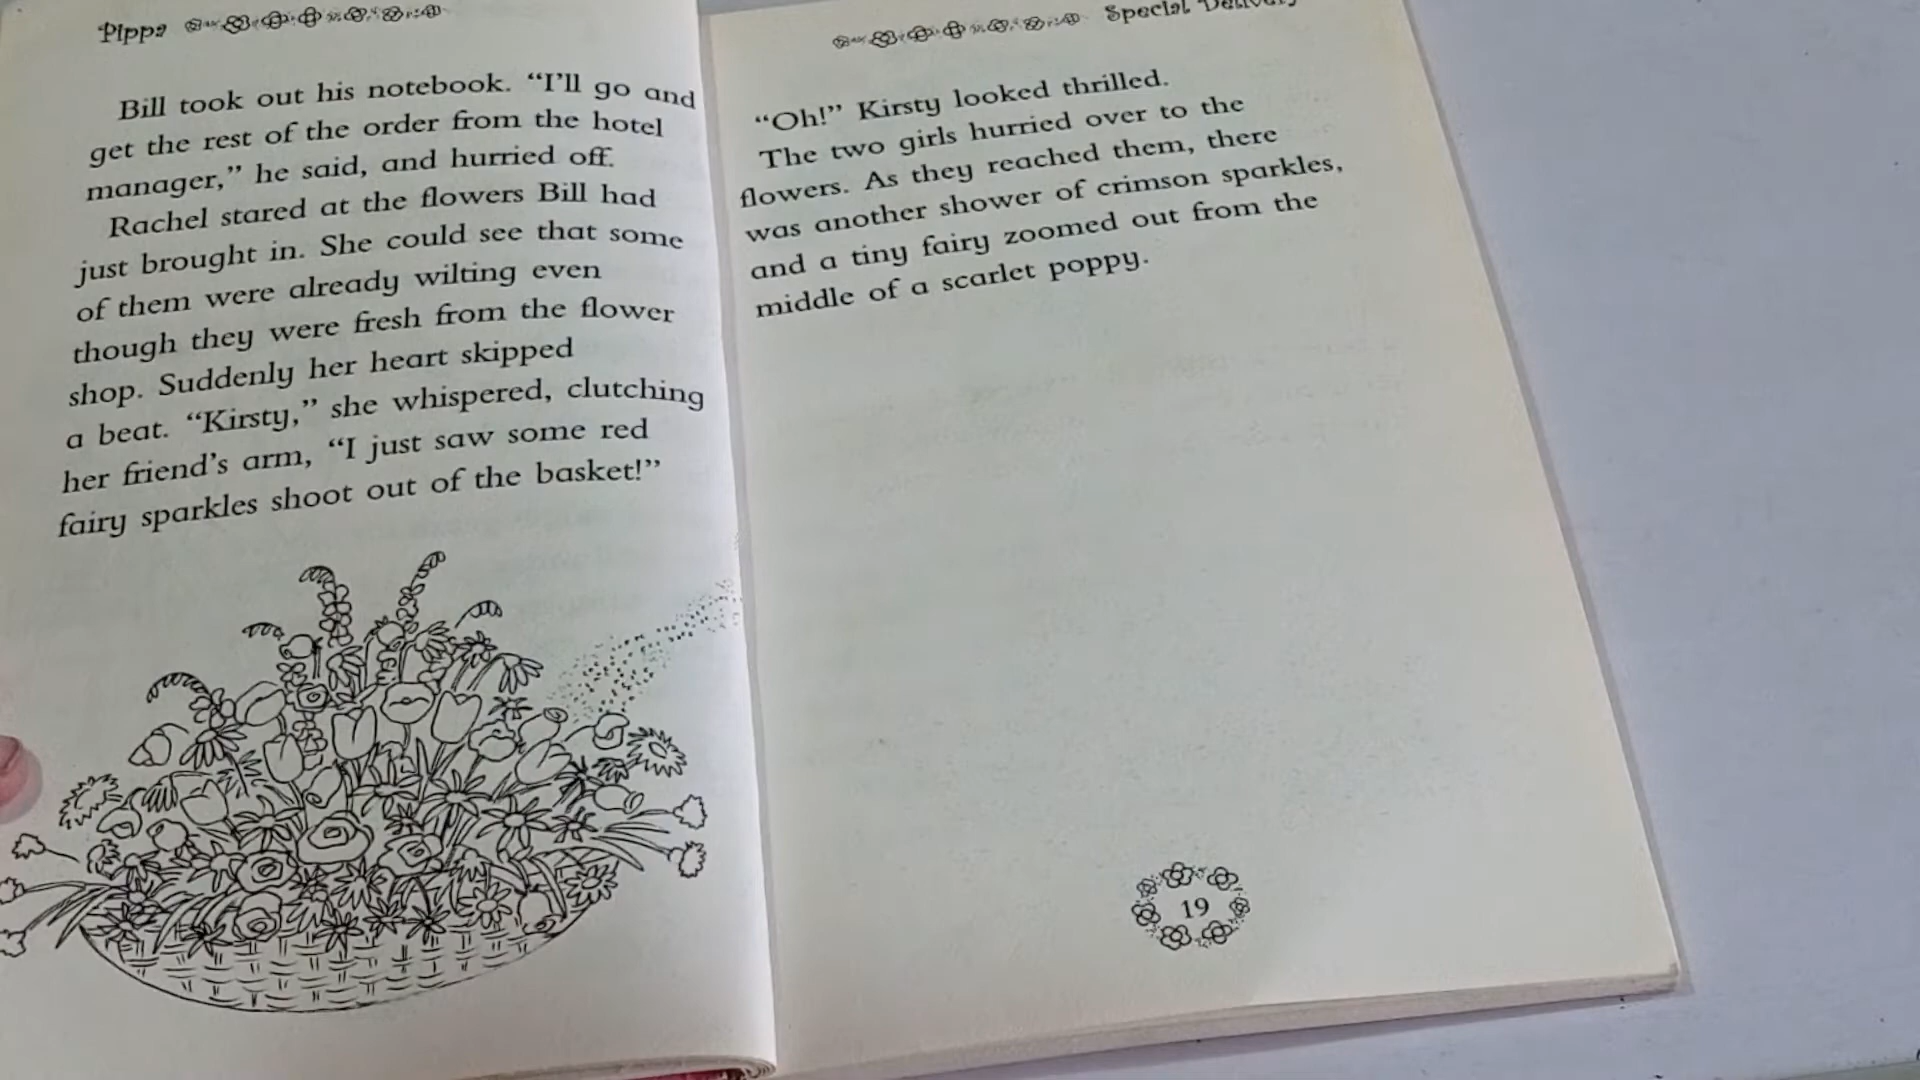 Pippa
Bill took out his notebook. “I’ll go and
get the rest of the order from the hotel
manager,” he said, and hurried off.
Rachel stared at the flowers Bill had
just brought in. She could see that some
of them were already wilting even
though they were fresh from the flower
shop. Suddenly her heart skipped
a beat. “Kirsty,” she whispered, clutching
her friend’s arm, “I just saw some red
fairy sparkles shoot out of the basket!”
Special Delivery
“Oh!” Kirsty looked thrilled.
The two girls hurried over to the
flowers. As they reached them, there
was another shower of crimson sparkles,
and a tiny fairy zoomed out from the
middle of a scarlet poppy.
19